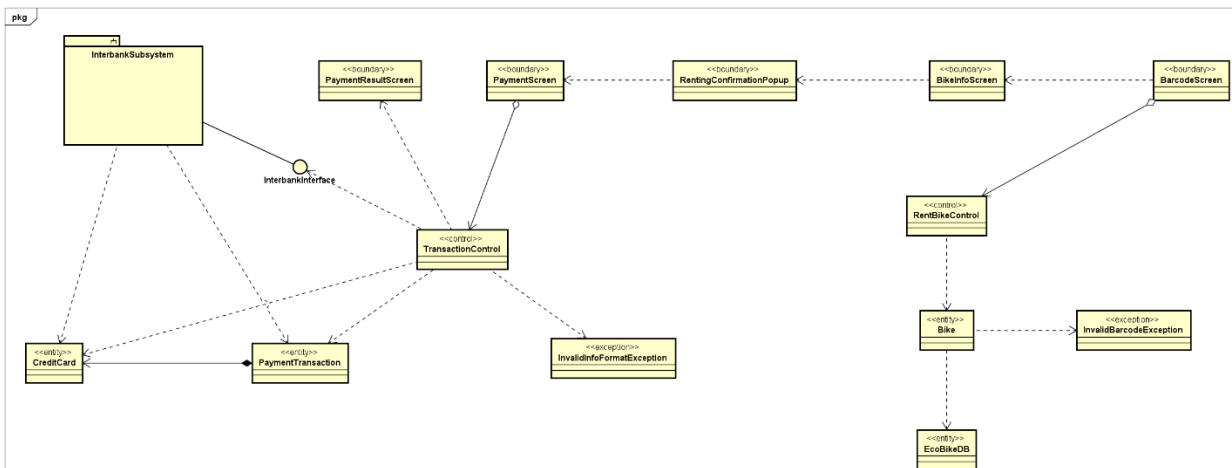 pkg
InterbankSubsystem
<<boundary>>
PaymentResultScreen
<<boundary>>
PaymentScreen
<<boundary>>
RentingConfirmationPopup
<<boundary>>
BikeInfoScreen
<<boundary>>
BarcodeScreen
InterbankInterface
<<control>>
RentBikeControl
<<control>>
TransactionControl
<<entity>>
Bike
<<exception>>
InvalidBarcodeException
<<entity>>
CreditCard
<<entity>>
PaymentTransaction
<<exception>>
InvalidInfoFormatException
<<entity>>
EcoBikeDB